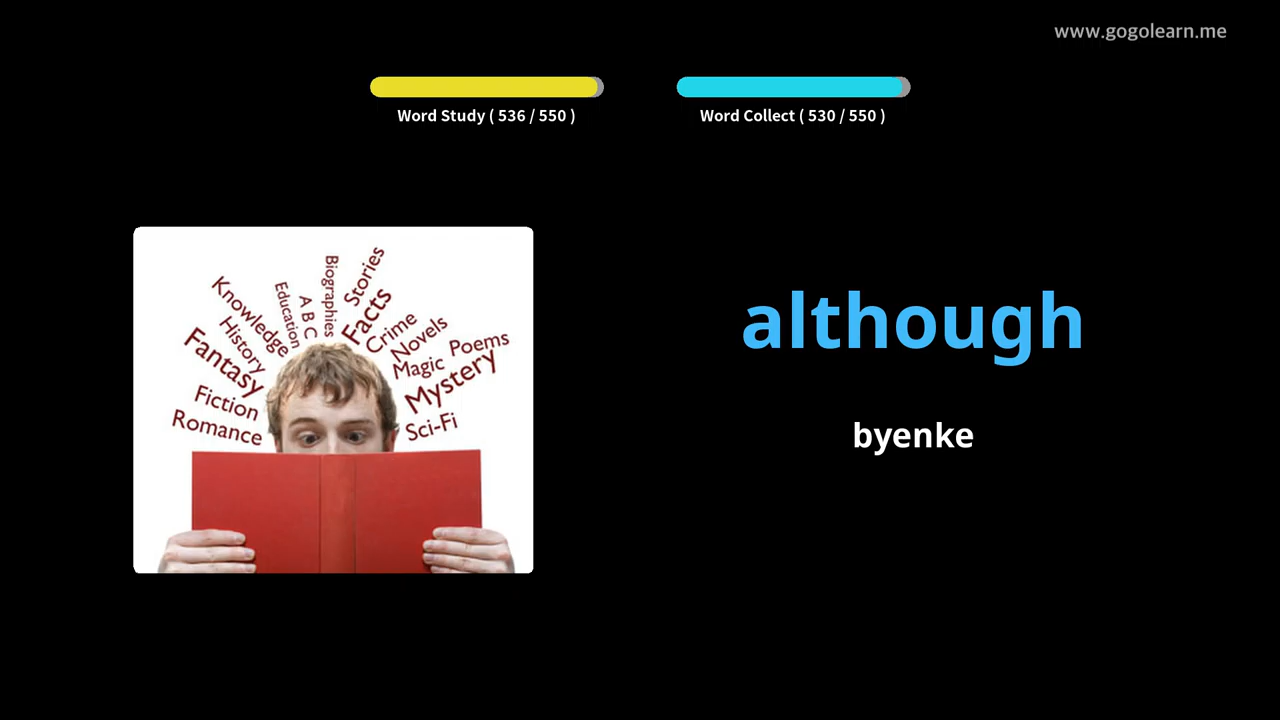 www.gogolearn.me
Word Study ( 536 / 550 )
Word Collect ( 530 / 550 )
Biographies
Stories
Knowledge
Education
A B C
Facts
Crime
History
Novels
Poems
Fantasy
Magic
Mystery
Fiction
Romance
Sci-Fi
although
byenke